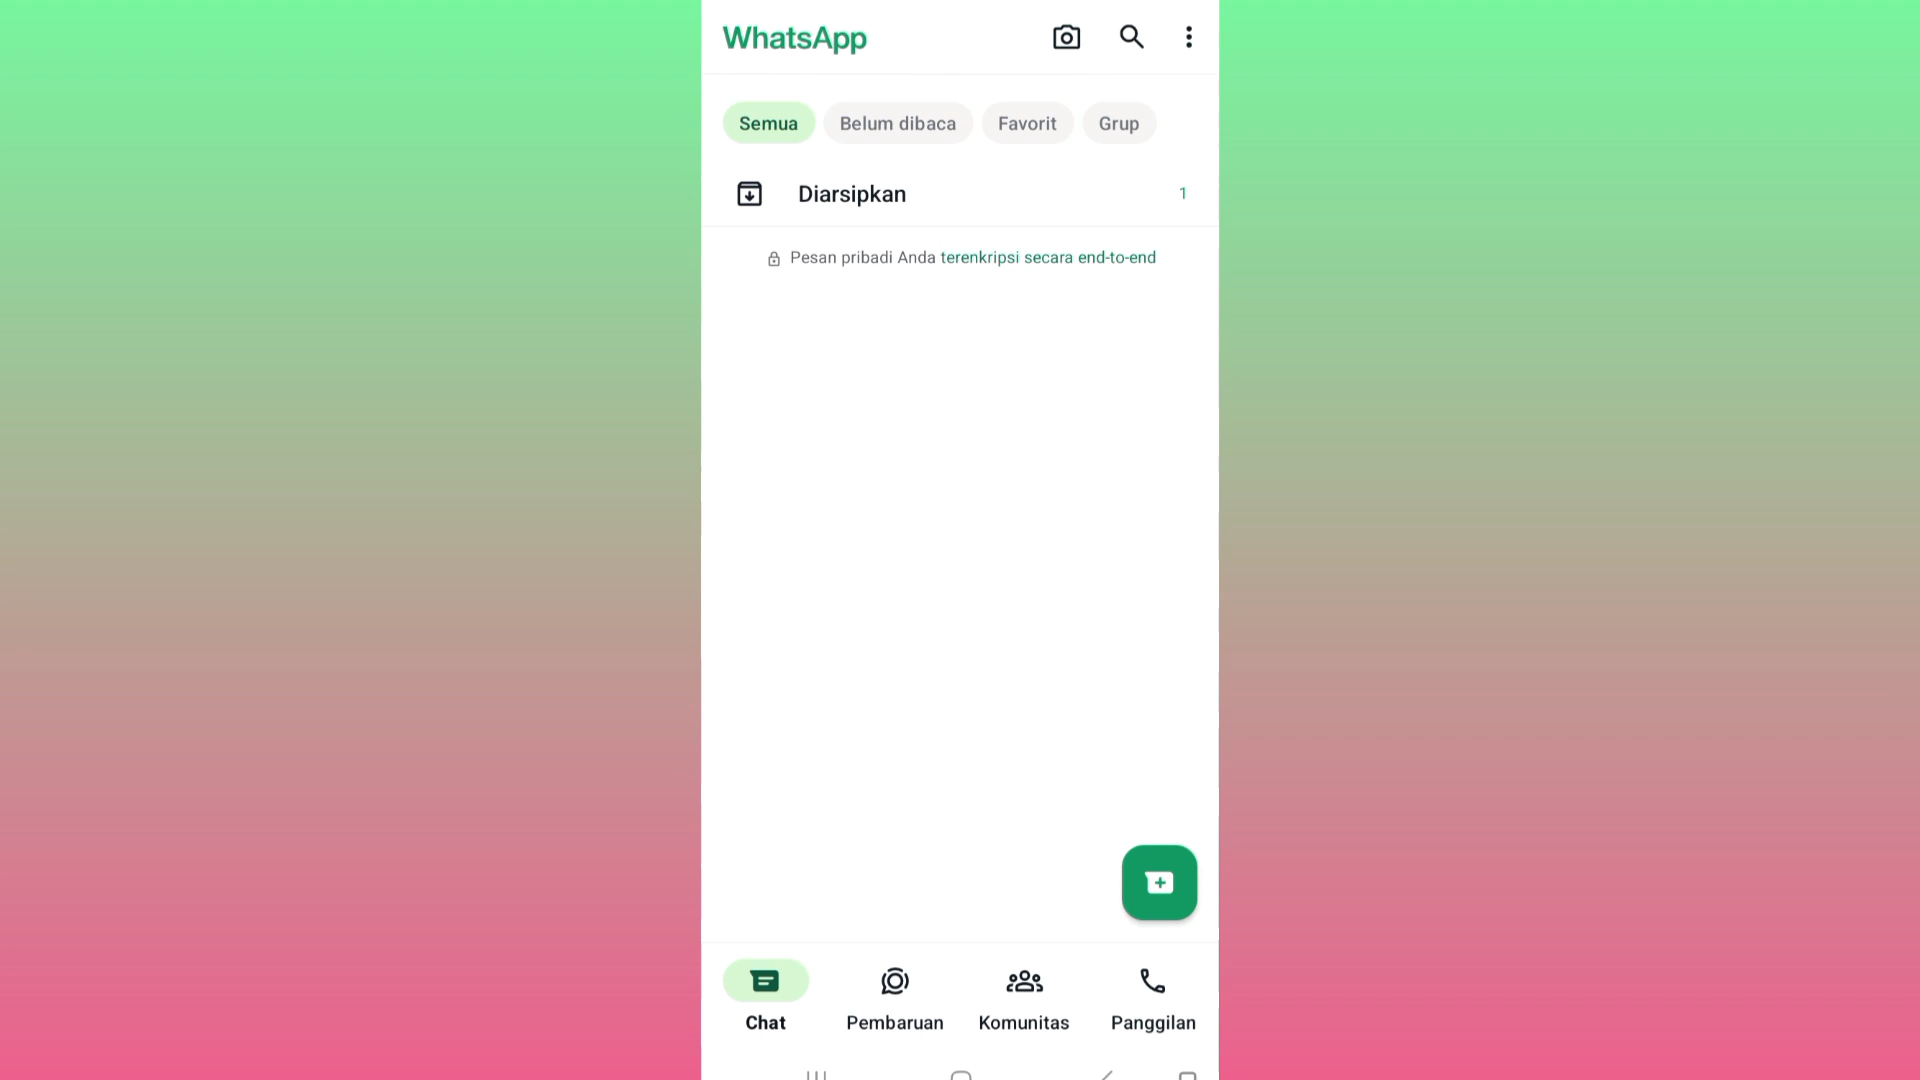 WhatsApp
Semua Belum dibaca Favorit Grup
Diarsipkan 1
Pesan pribadi Anda terenkripsi secara end-to-end
Chat Pembaruan Komunitas Panggilan